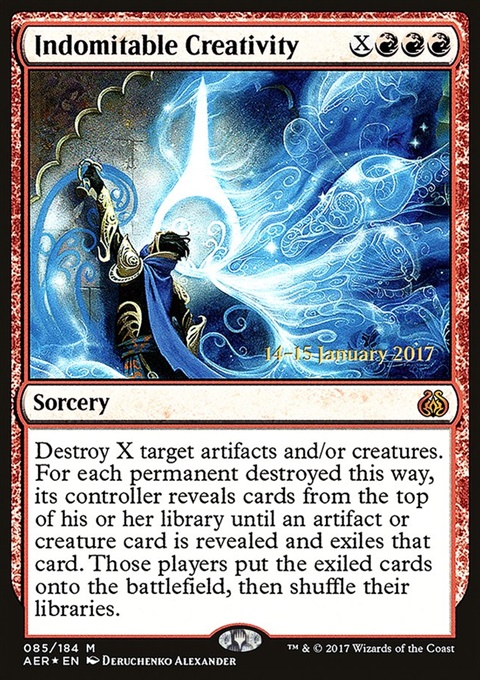 Indomitable Creativity X
14-15 January 2017
Sorcery
Destroy X target artifacts and/or creatures.
For each permanent destroyed this way,
its controller reveals cards from the top
of his or her library until an artifact or
creature card is revealed and exiles that
card. Those players put the exiled cards
onto the battlefield, then shuffle their
libraries.
085/184 M
AER★EN Deruchenko Alexander
™ & © 2017 Wizards of the Coast